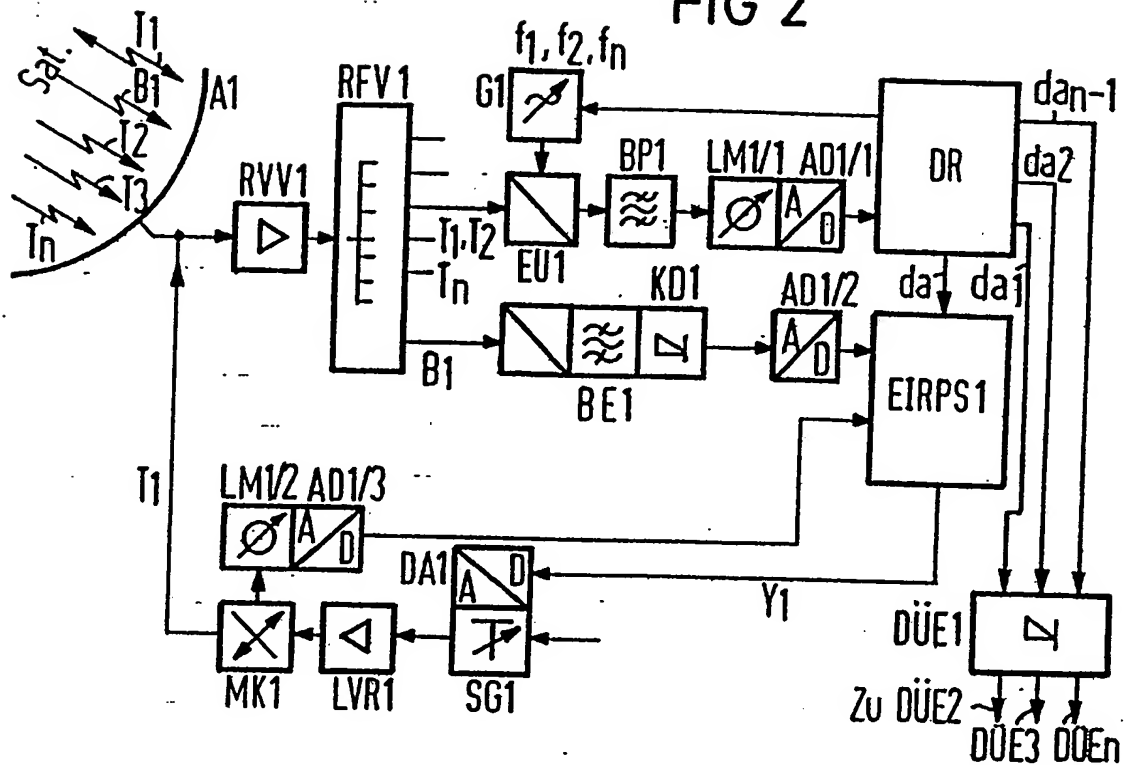 FIG 2
T1
Sat.
B1
A1
T2
T3
Tn
RFV1
f1, f2, fn
G1
RVV1
BP1
LM1/1 AD1/1
A
D
DR
dan-1
da2
T1,T2
Tn
EU1
KD1
AD1/2
da
da1
B1
BE1
A
D
EIRPS1
T1
LM1/2 AD1/3
A
D
DA1
D
A
Y1
DÜE1
MK1
LVR1
SG1
Zu DÜE2
DÜE3 DÜEn